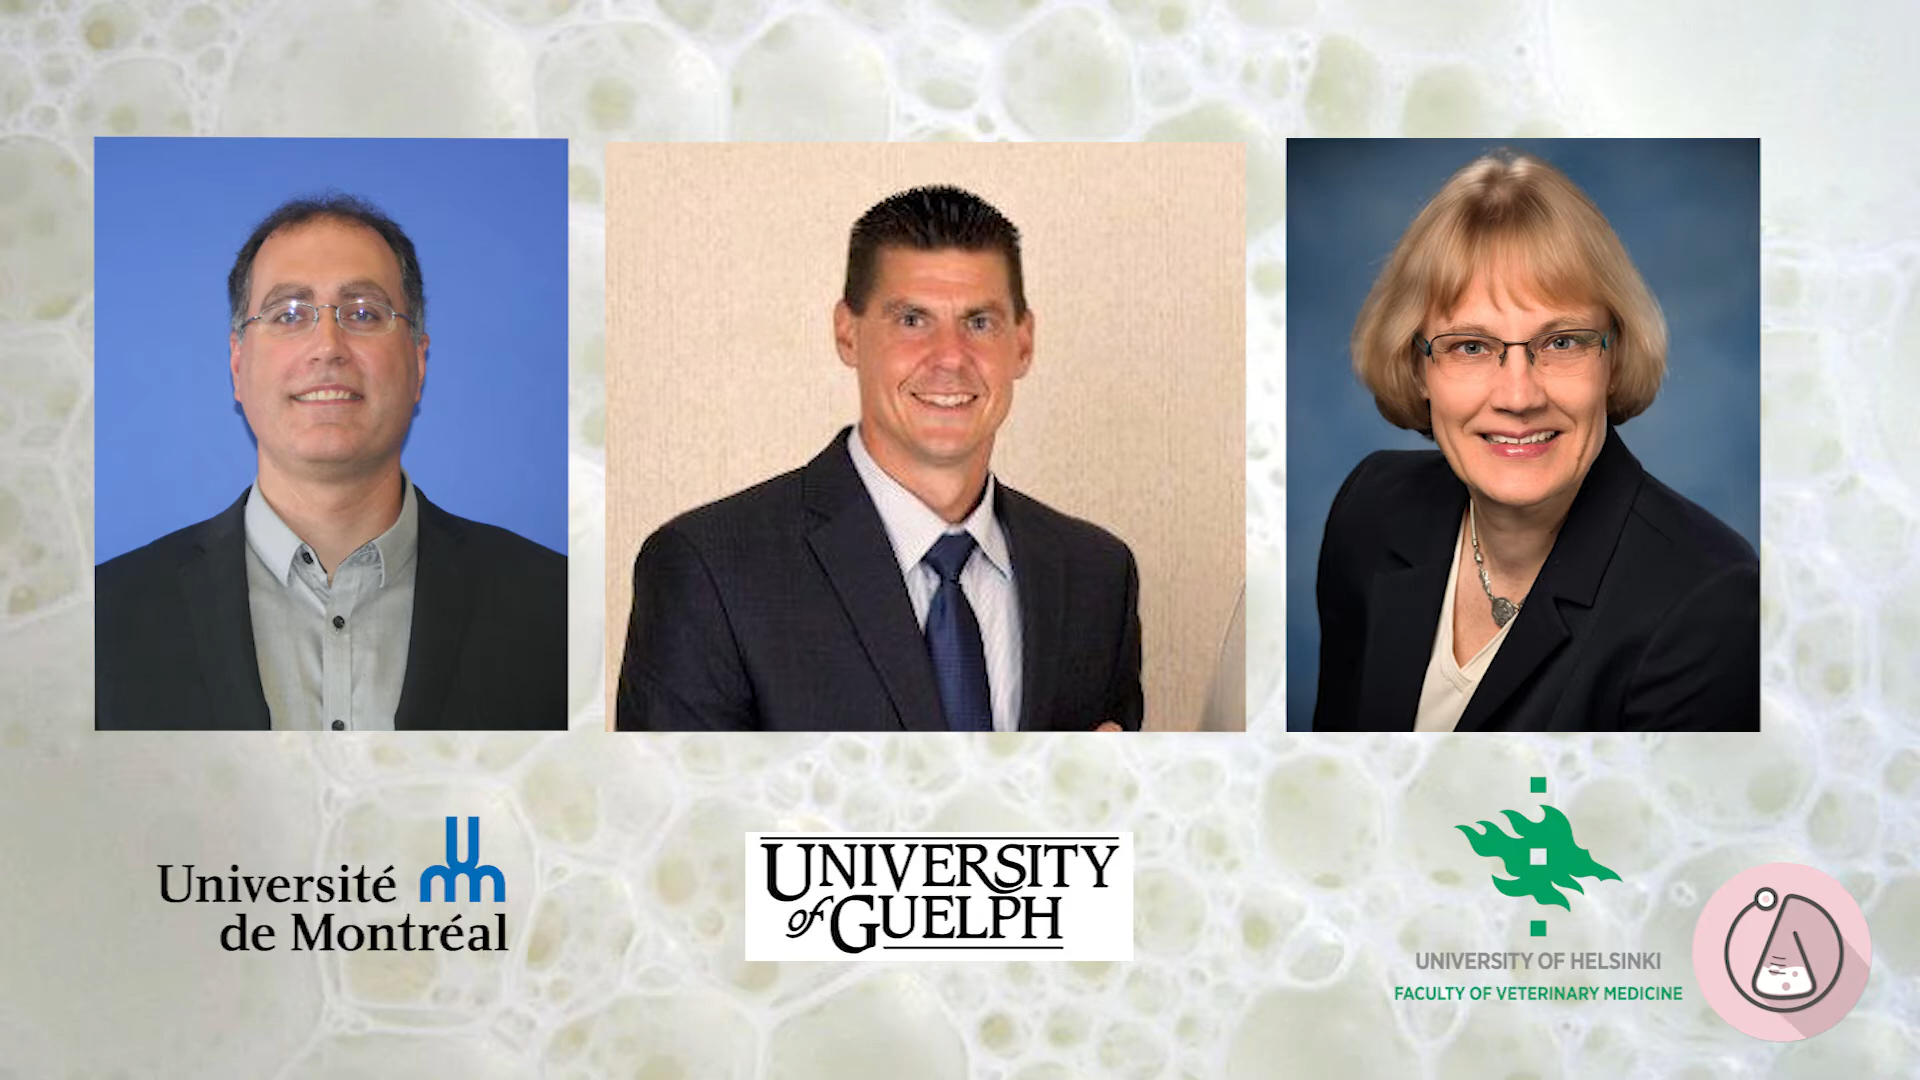 Université
de Montréal
UNIVERSITY
OF GUELPH
UNIVERSITY OF HELSINKI
FACULTY OF VETERINARY MEDICINE